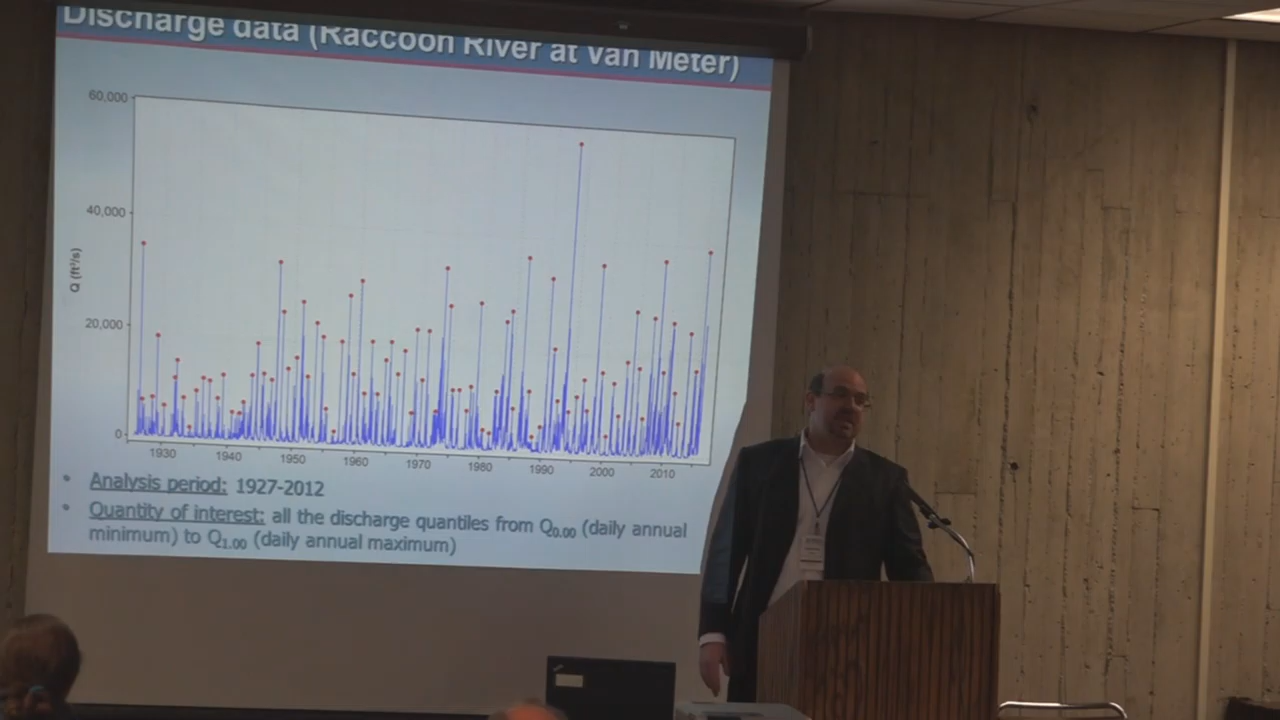 Discharge data (Raccoon River at Van Meter)
60,000
40,000
Q (ft³/s)
20,000
0
1930 1940 1950 1960 1970 1980 1990 2000 2010
• Analysis period: 1927-2012
• Quantity of interest: all the discharge quantiles from Q0.00 (daily annual
minimum) to Q1.00 (daily annual maximum)